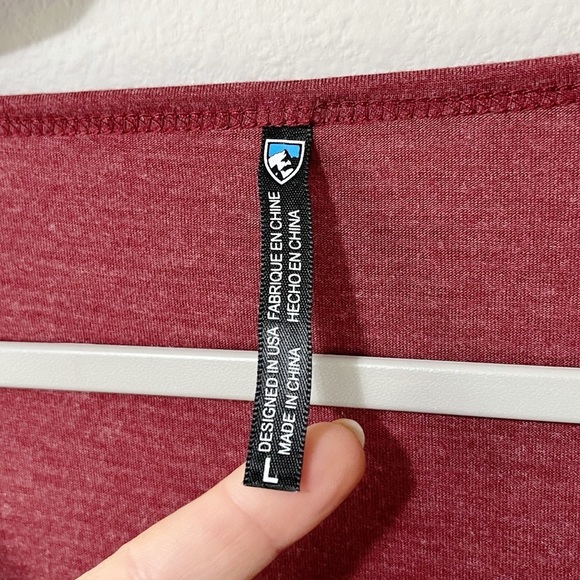 L
DESIGNED IN USA FABRIQUE EN CHINE
MADE IN CHINA HECHO EN CHINA